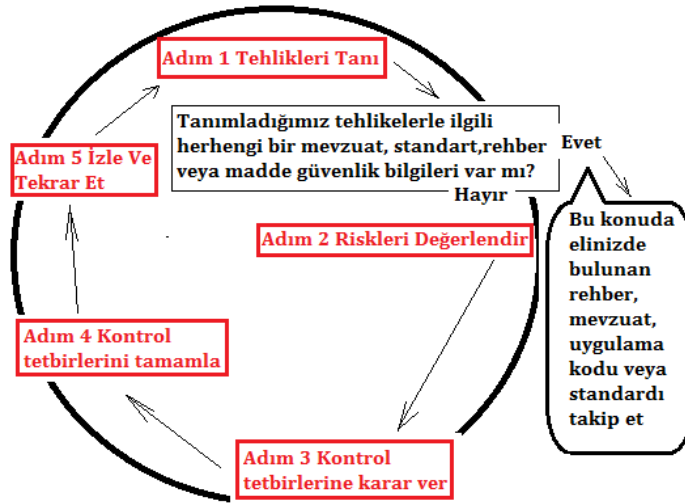 Adım 1 Tehlikleri Tanı
Tanımladığımız tehlikelerle ilgili
herhengi bir mevzuat, standart,rehber
veya madde güvenlik bilgileri var mı?
Evet
Hayır
Bu konuda
elinizde
bulunan
rehber,
mevzuat,
uygulama
kodu veya
standardı
takip et
Adım 2 Riskleri Değerlendir
Adım 3 Kontrol
tetbirlerine karar ver
Adım 4 Kontrol
tetbirlerini tamamla
Adım 5 İzle Ve
Tekrar Et